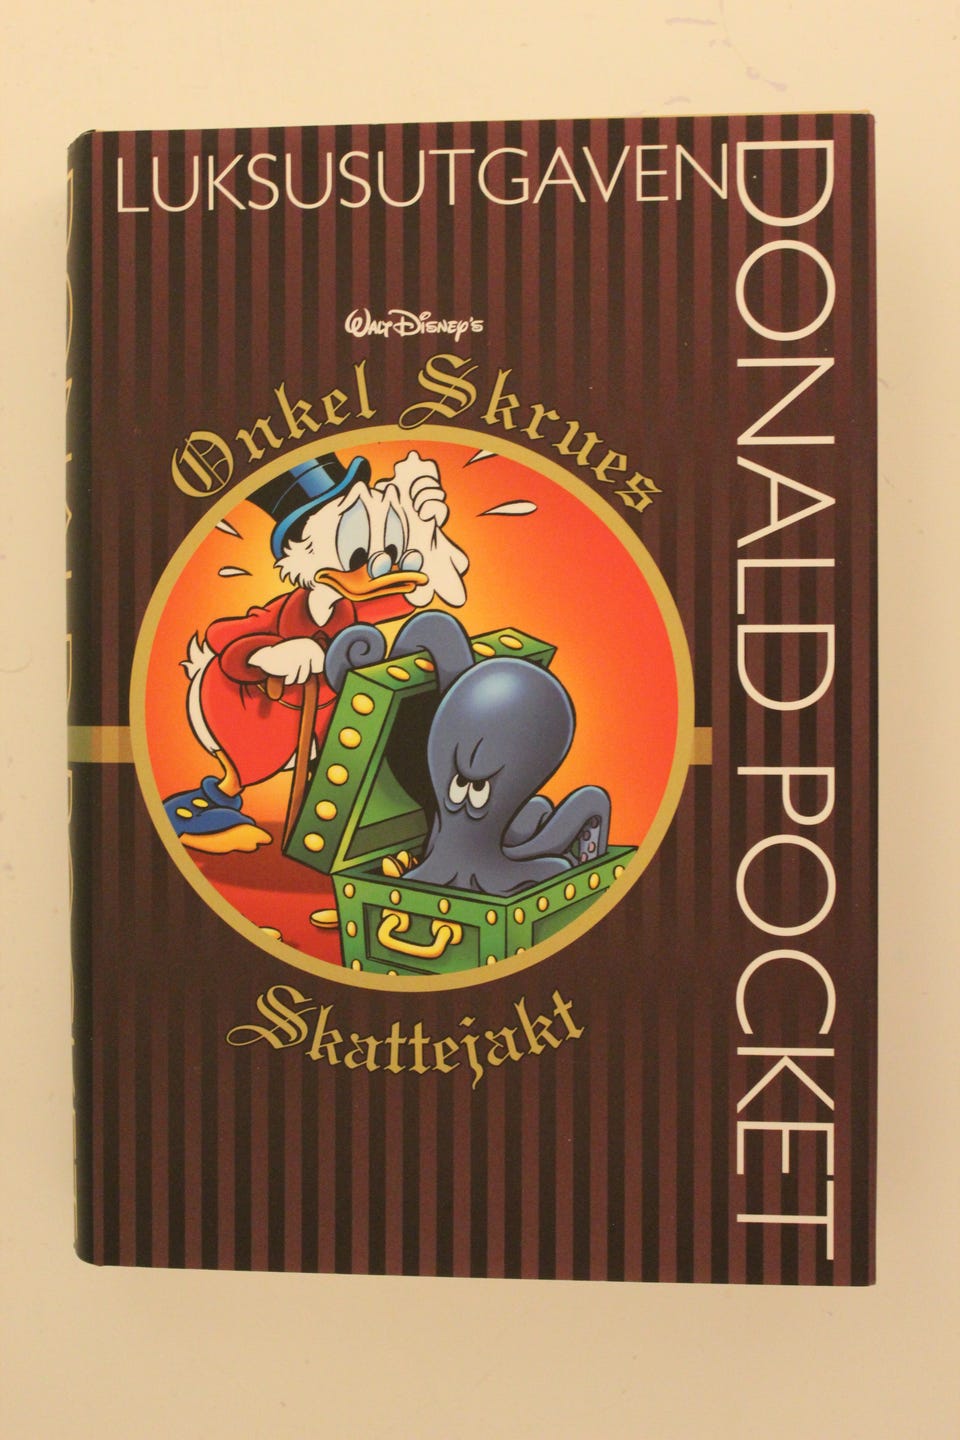 LUKSUSUTGAVEN
DONALD POCKET
WALT DISNEY'S
Onkel Skrues
Skattejakt